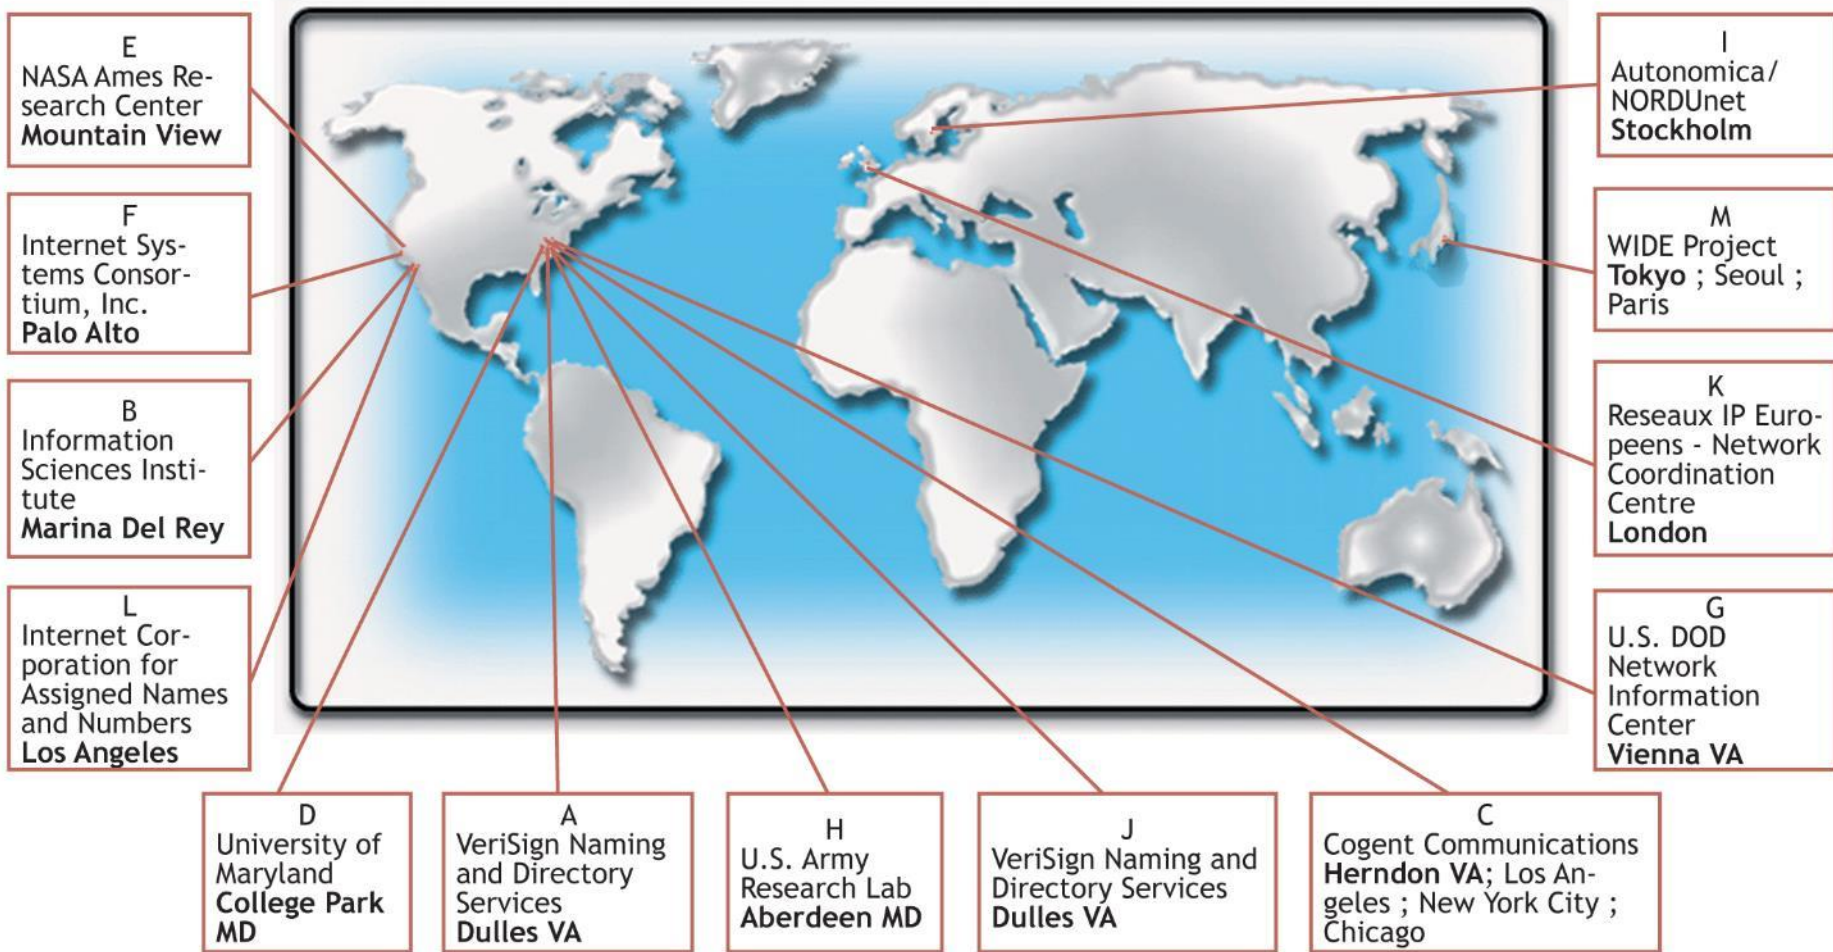 E
NASA Ames Re-
search Center
Mountain View
F
Internet Sys-
tems Consor-
tium, Inc.
Palo Alto
B
Information
Sciences Insti-
tute
Marina Del Rey
L
Internet Cor-
poration for
Assigned Names
and Numbers
Los Angeles
D
University of
Maryland
College Park
MD
A
VeriSign Naming
and Directory
Services
Dulles VA
H
U.S. Army
Research Lab
Aberdeen MD
J
VeriSign Naming and
Directory Services
Dulles VA
C
Cogent Communications
Herndon VA; Los An-
geles ; New York City ;
Chicago
I
Autonomica/
NORDUnet
Stockholm
M
WIDE Project
Tokyo ; Seoul ;
Paris
K
Reseaux IP Euro-
peens - Network
Coordination
Centre
London
G
U.S. DOD
Network
Information
Center
Vienna VA